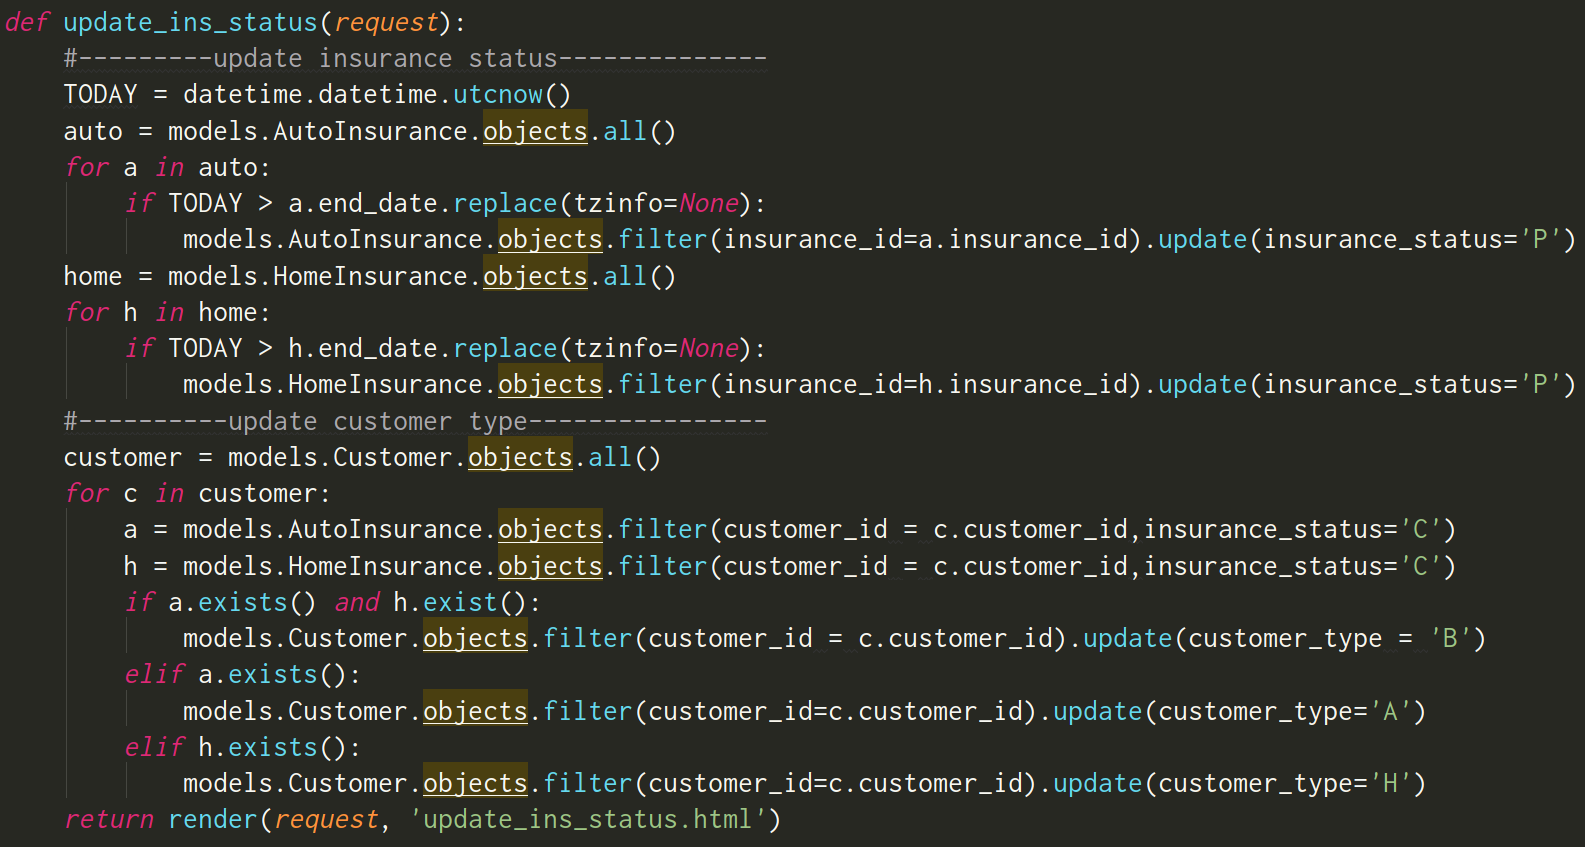 def update_ins_status(request):
    #---------update insurance status--------------
    TODAY = datetime.datetime.utcnow()
    auto = models.AutoInsurance.objects.all()
    for a in auto:
        if TODAY > a.end_date.replace(tzinfo=None):
            models.AutoInsurance.objects.filter(insurance_id=a.insurance_id).update(insurance_status='P')
    home = models.HomeInsurance.objects.all()
    for h in home:
        if TODAY > h.end_date.replace(tzinfo=None):
            models.HomeInsurance.objects.filter(insurance_id=h.insurance_id).update(insurance_status='P')
    #----------update customer type----------------
    customer = models.Customer.objects.all()
    for c in customer:
        a = models.AutoInsurance.objects.filter(customer_id = c.customer_id,insurance_status='C')
        h = models.HomeInsurance.objects.filter(customer_id = c.customer_id,insurance_status='C')
        if a.exists() and h.exist():
            models.Customer.objects.filter(customer_id = c.customer_id).update(customer_type = 'B')
        elif a.exists():
            models.Customer.objects.filter(customer_id=c.customer_id).update(customer_type='A')
        elif h.exists():
            models.Customer.objects.filter(customer_id=c.customer_id).update(customer_type='H')
    return render(request, 'update_ins_status.html')